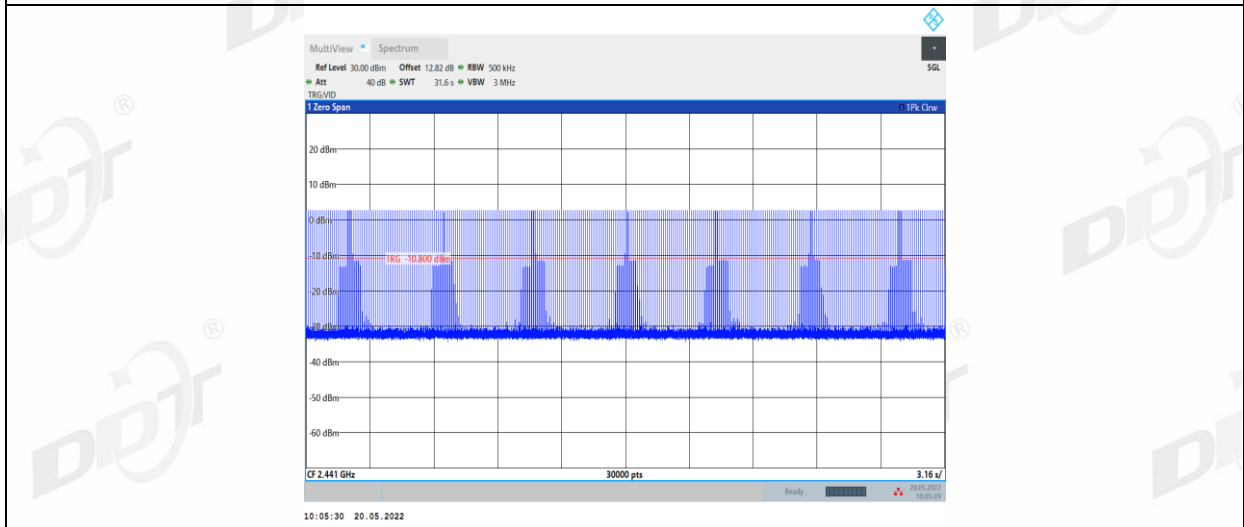 MultiView Spectrum
Ref Level 30.00 dBm Offset 12.82 dB RBW 500 kHz SGL
Att 40 dB SWT 31.6 s VBW 3 MHz
TRG:VID
1 Zero Span 1Pk Clrw
20 dBm
10 dBm
0 dBm
-10 dBm
TRG -10.800 dBm
-20 dBm
-30 dBm
-40 dBm
-50 dBm
-60 dBm
CF 2.441 GHz 30000 pts 3.16 s/
Ready 20.05.2022
10:05:29
10:05:30 20.05.2022
DDT
®